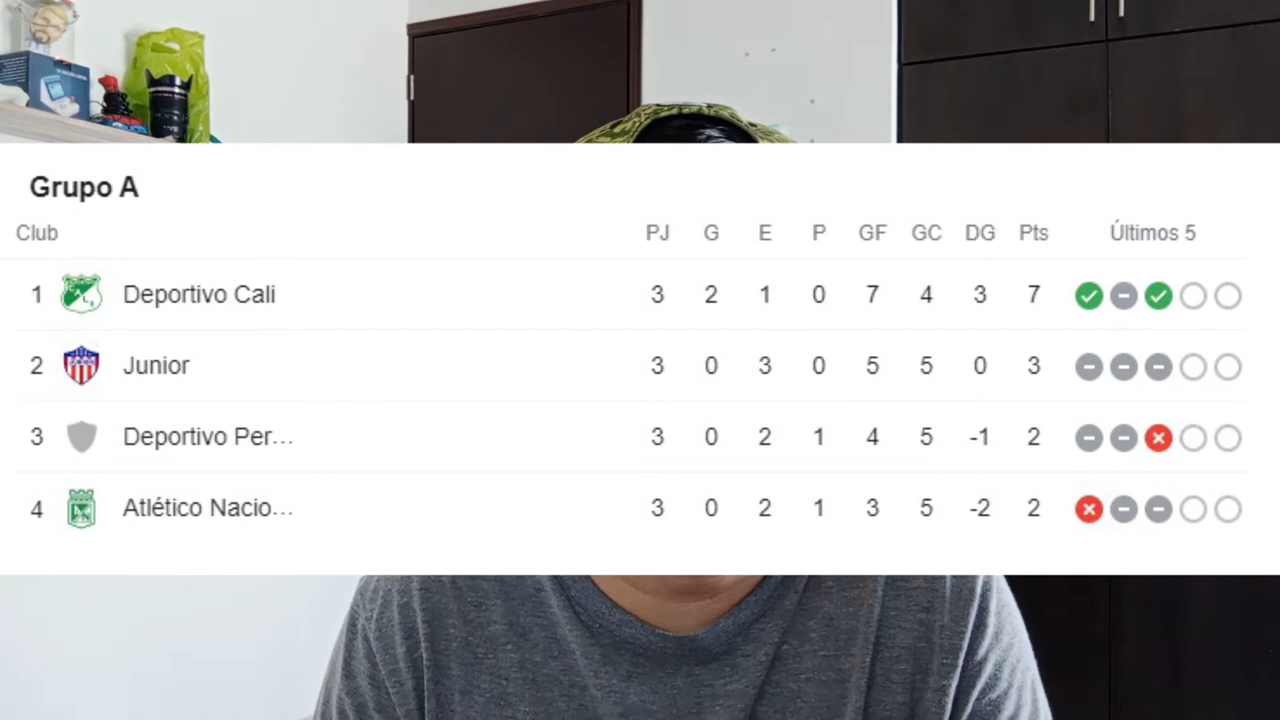 Grupo A
Club PJ G E P GF GC DG Pts Últimos 5
1 Deportivo Cali 3 2 1 0 7 4 3 7
2 Junior 3 0 3 0 5 5 0 3
3 Deportivo Per... 3 0 2 1 4 5 -1 2
4 Atlético Nacio... 3 0 2 1 3 5 -2 2